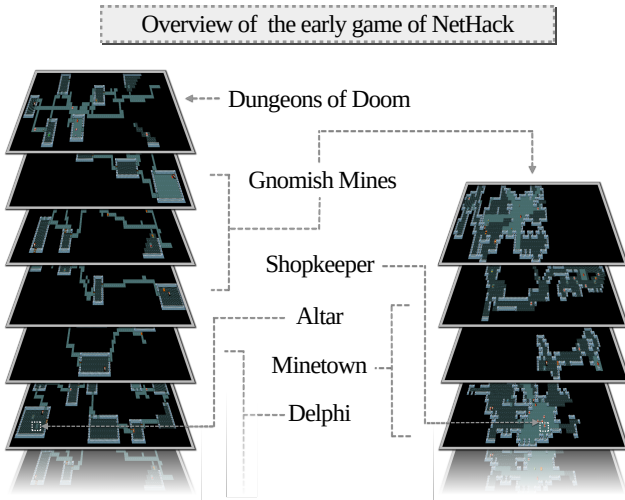 Overview of the early game of NetHack
Dungeons of Doom
Gnomish Mines
Shopkeeper
Altar
Minetown
Delphi